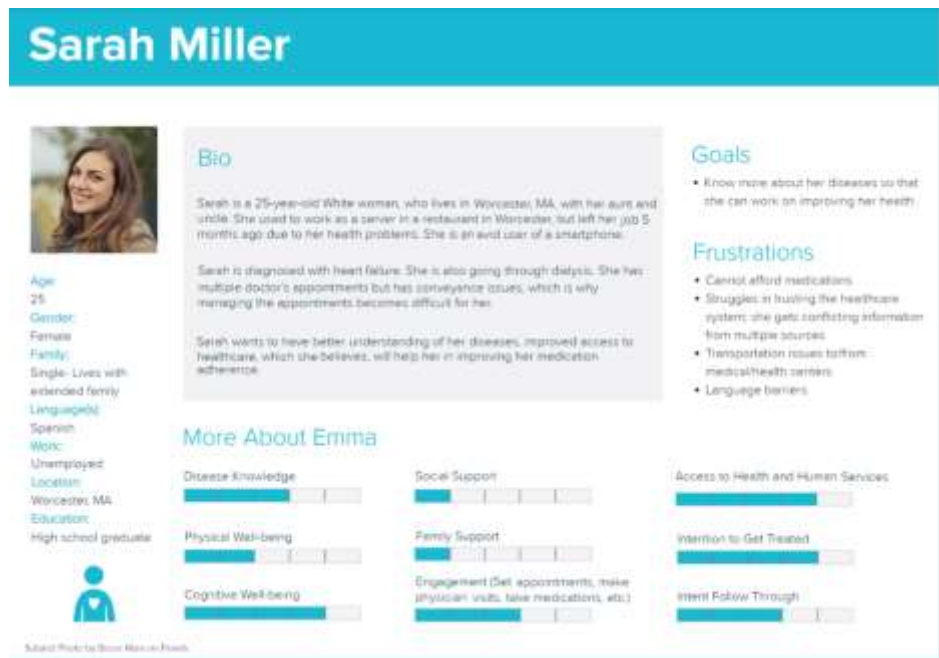 Sarah Miller
Bio
Sarah is a 25-year-old White woman, who lives in Worcester, MA, with her aunt and
uncle. She used to work as a server in a restaurant in Worcester, but left her job 5
months ago due to her health problems. She is an avid user of a smartphone.
Sarah is diagnosed with heart failure. She is also going through dialysis. She has
multiple doctor's appointments but has conveyance issues, which is why
managing the appointments becomes difficult for her.
Sarah wants to have better understanding of her diseases, improved access to
healthcare, which she believes, will help her in improving her medication
adherence.
Goals
• Know more about her diseases so that
she can work on improving her health
Frustrations
• Cannot afford medications
• Struggles in trusting the healthcare
system; she gets conflicting information
from multiple sources
• Transportation issues to/from
medical/health centers
• Language barriers
Age:
25
Gender:
Female
Family:
Single- Lives with
extended family
Language(s):
Spanish
Work:
Unemployed
Location:
Worcester, MA
Education:
High school graduate
More About Emma
Disease Knowledge
Physical Well-being
Cognitive Well-being
Social Support
Family Support
Engagement (Set appointments, make
physician visits, take medications, etc.)
Access to Health and Human Services
Intention to Get Treated
Intent Follow Through
Photo by